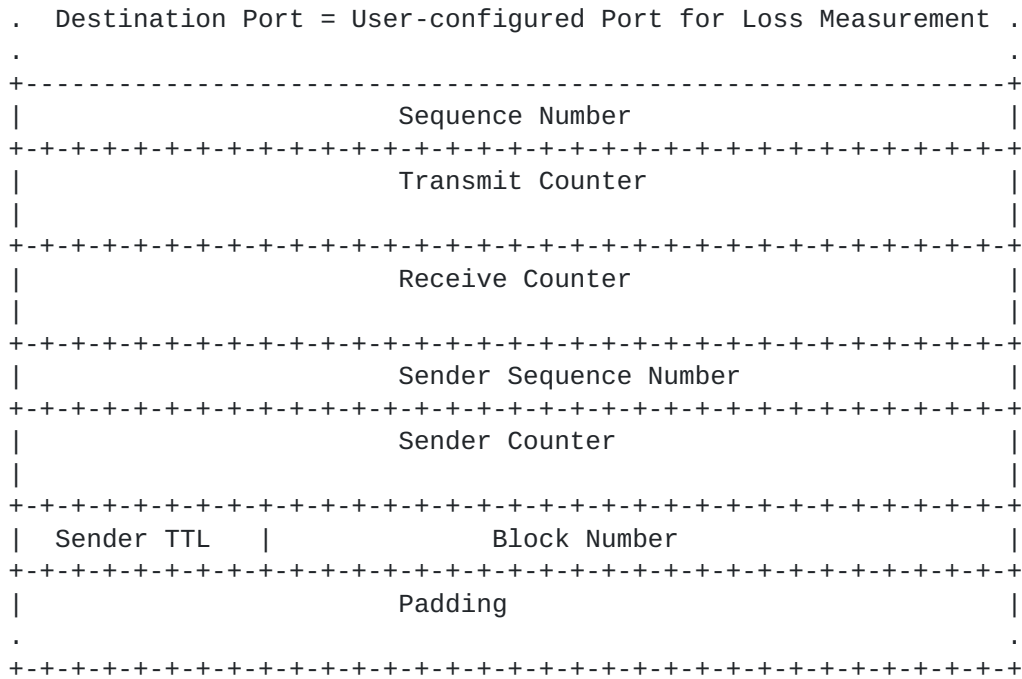 .  Destination Port = User-configured Port for Loss Measurement .
.                                                               .
+---------------------------------------------------------------+
|                        Sequence Number                        |
+-+-+-+-+-+-+-+-+-+-+-+-+-+-+-+-+-+-+-+-+-+-+-+-+-+-+-+-+-+-+-+-+
|                        Transmit Counter                       |
|                                                               |
+-+-+-+-+-+-+-+-+-+-+-+-+-+-+-+-+-+-+-+-+-+-+-+-+-+-+-+-+-+-+-+-+
|                        Receive Counter                        |
|                                                               |
+-+-+-+-+-+-+-+-+-+-+-+-+-+-+-+-+-+-+-+-+-+-+-+-+-+-+-+-+-+-+-+-+
|                        Sender Sequence Number                 |
+-+-+-+-+-+-+-+-+-+-+-+-+-+-+-+-+-+-+-+-+-+-+-+-+-+-+-+-+-+-+-+-+
|                        Sender Counter                         |
|                                                               |
+-+-+-+-+-+-+-+-+-+-+-+-+-+-+-+-+-+-+-+-+-+-+-+-+-+-+-+-+-+-+-+-+
|  Sender TTL   |              Block Number                     |
+-+-+-+-+-+-+-+-+-+-+-+-+-+-+-+-+-+-+-+-+-+-+-+-+-+-+-+-+-+-+-+-+
|                      Padding                                  |
.                                                               .
+-+-+-+-+-+-+-+-+-+-+-+-+-+-+-+-+-+-+-+-+-+-+-+-+-+-+-+-+-+-+-+-+